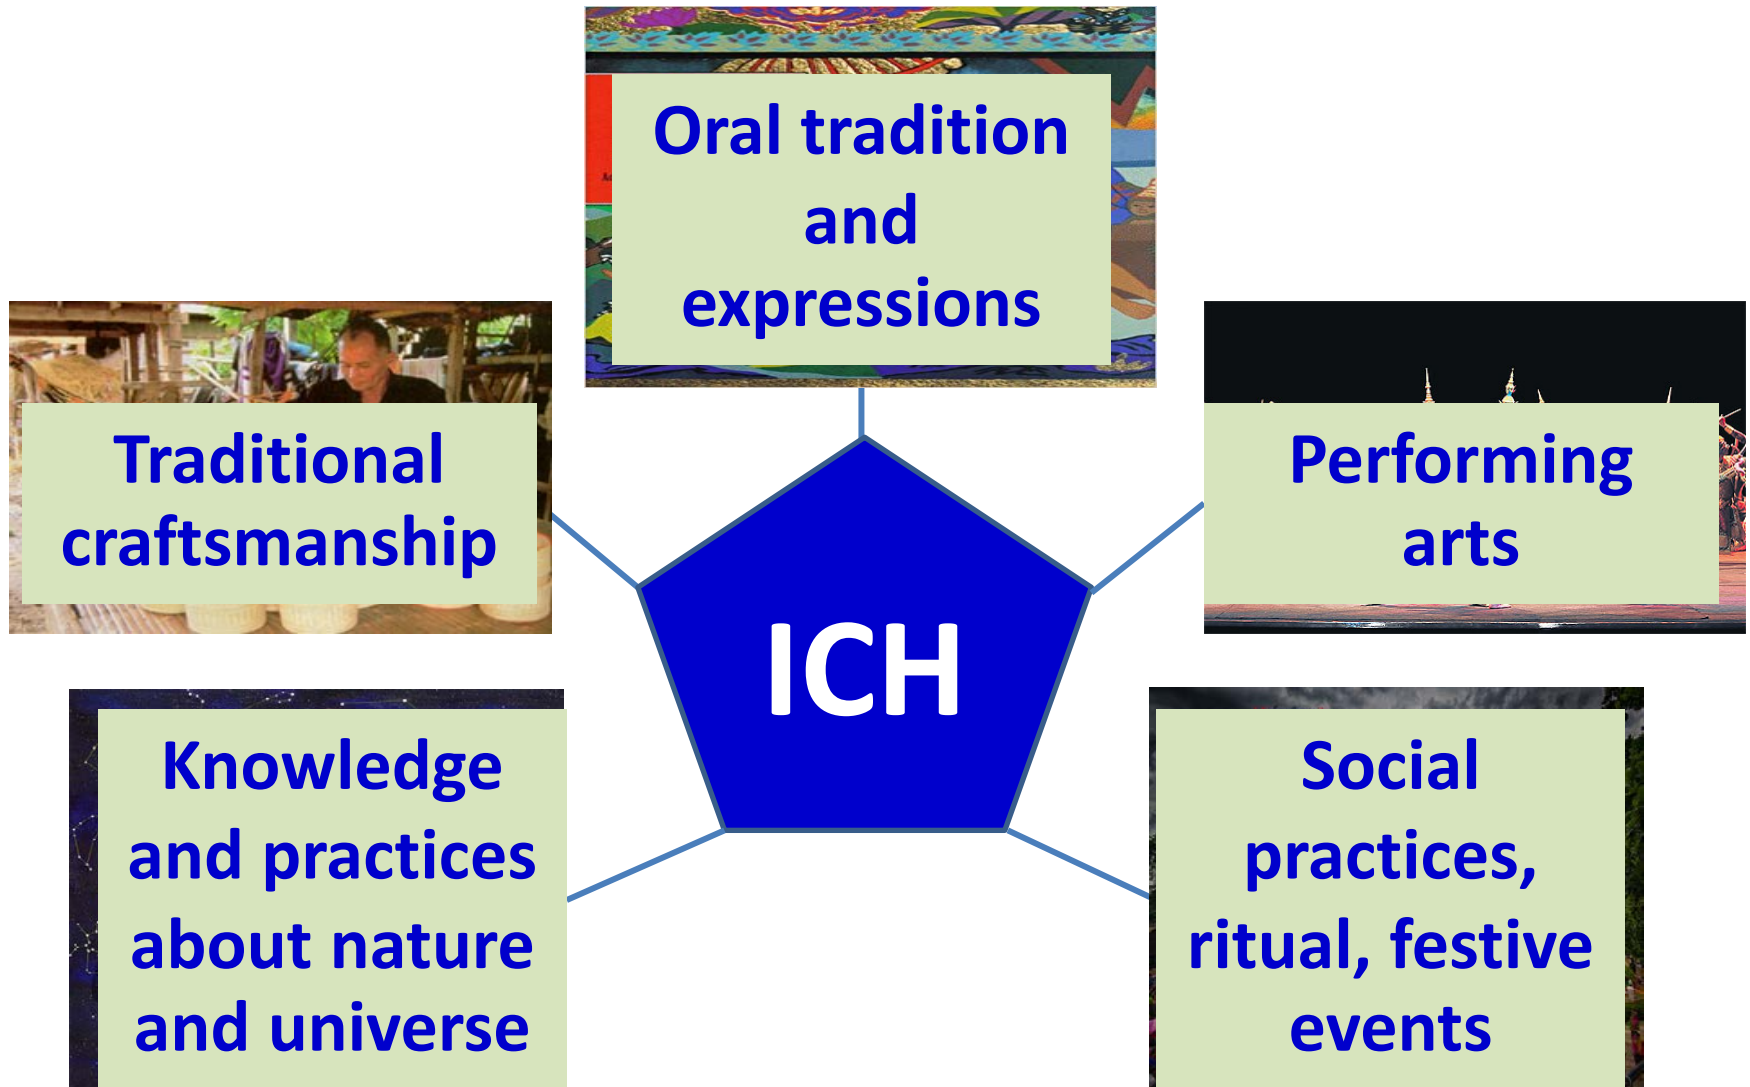 Oral tradition
and
expressions
Traditional
craftsmanship
Performing
arts
ICH
Knowledge
and practices
about nature
and universe
Social
practices,
ritual, festive
events